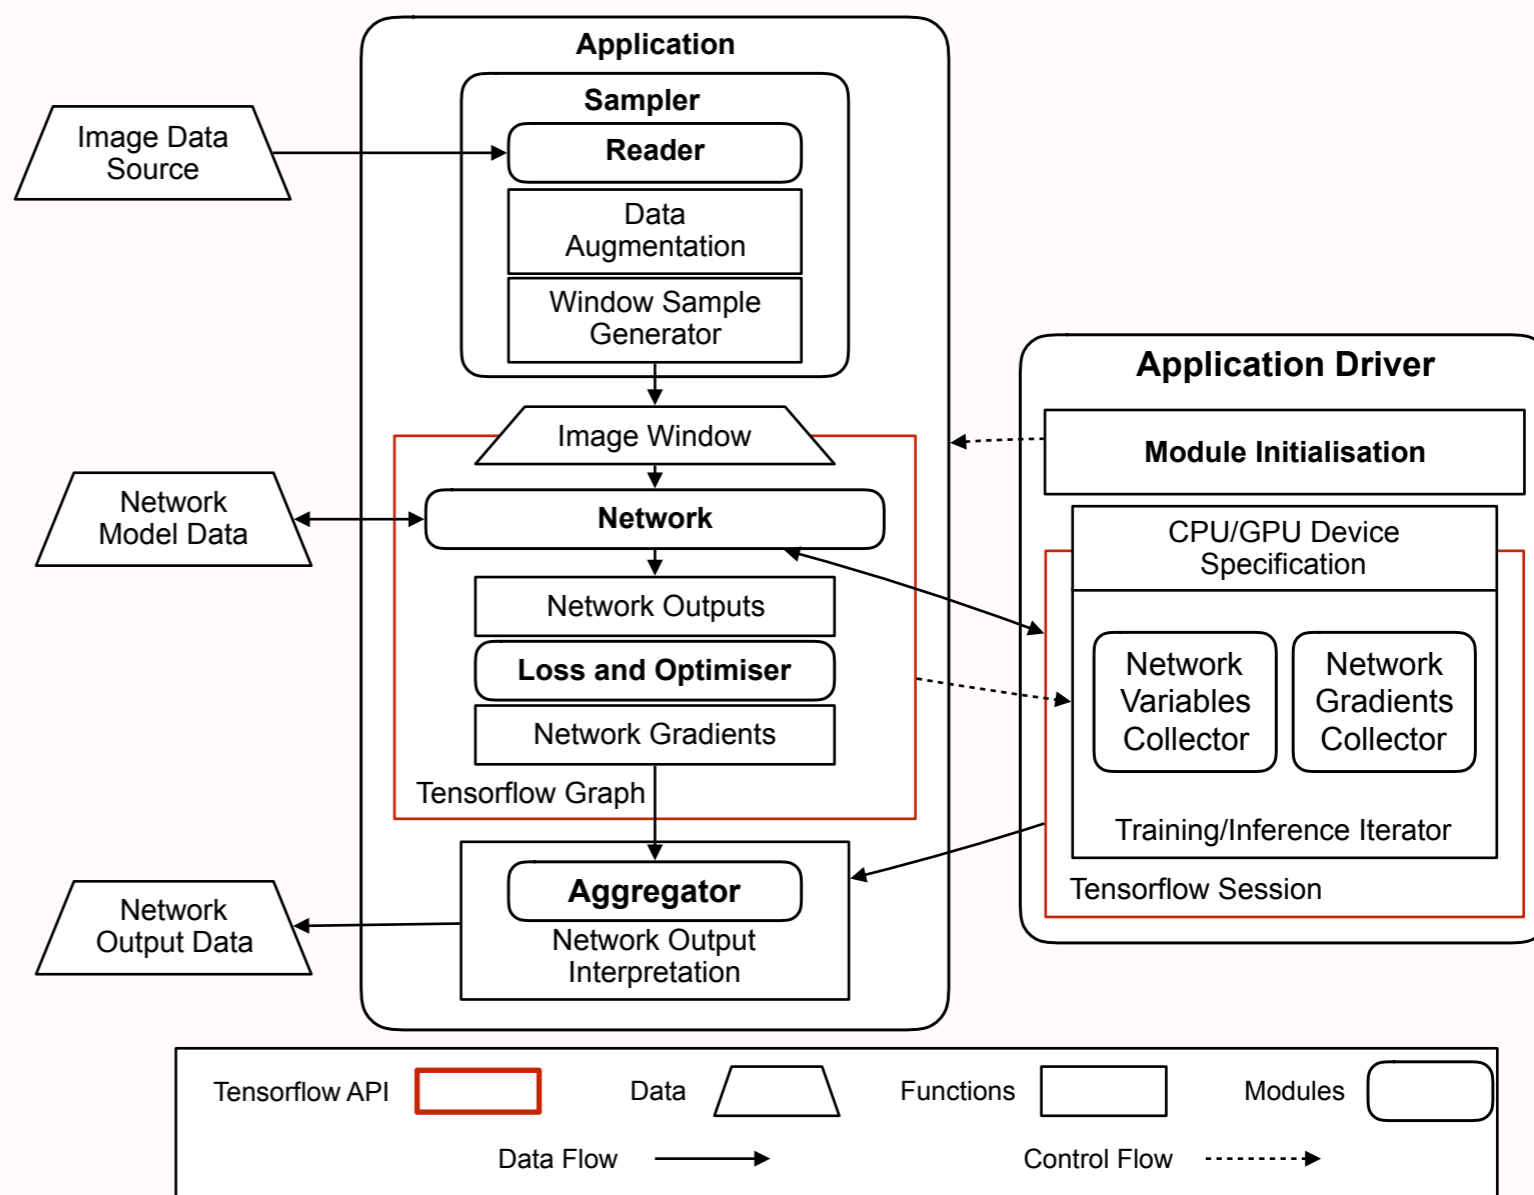 Application
Sampler
Reader
Data
Augmentation
Window Sample
Generator
Image Data
Source
Image Window
Network
Network
Model Data
Network Outputs
Loss and Optimiser
Network Gradients
Tensorflow Graph
Aggregator
Network Output
Interpretation
Network
Output Data
Application Driver
Module Initialisation
CPU/GPU Device
Specification
Network
Variables
Collector
Network
Gradients
Collector
Training/Inference Iterator
Tensorflow Session
Tensorflow API
Data
Functions
Modules
Data Flow
Control Flow